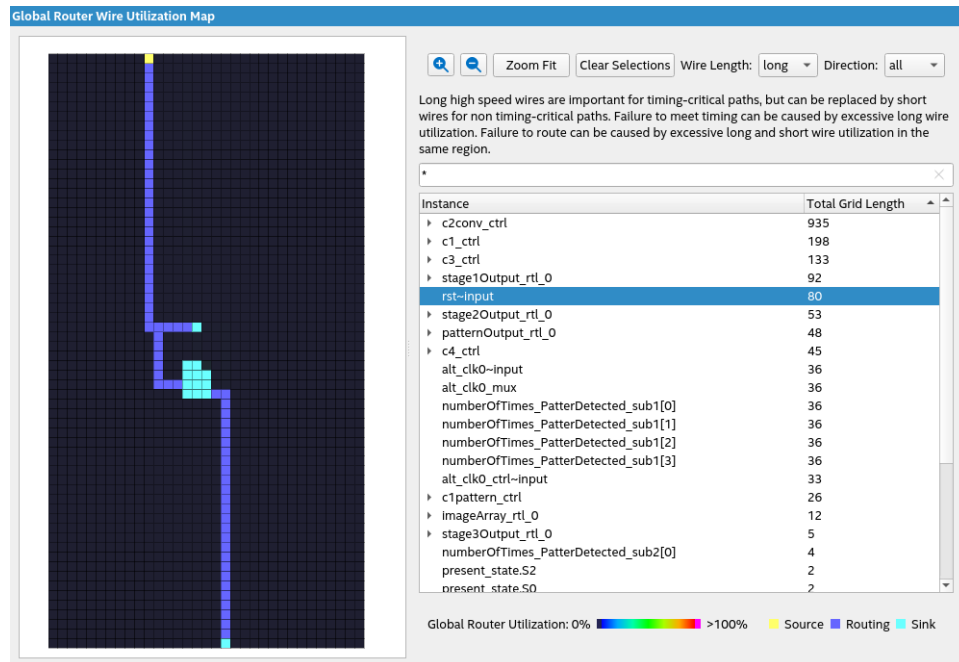 Global Router Wire Utilization Map
Zoom Fit Clear Selections Wire Length: long Direction: all
Long high speed wires are important for timing-critical paths, but can be replaced by short
wires for non timing-critical paths. Failure to meet timing can be caused by excessive long wire
utilization. Failure to route can be caused by excessive long and short wire utilization in the
same region.
*
Instance Total Grid Length
c2conv_ctrl 935
c1_ctrl 198
c3_ctrl 133
stage1Output_rtl_0 92
rst~input 80
stage2Output_rtl_0 53
patternOutput_rtl_0 48
c4_ctrl 45
alt_clk0~input 36
alt_clk0_mux 36
numberOfTimes_PatterDetected_sub1[0] 36
numberOfTimes_PatterDetected_sub1[1] 36
numberOfTimes_PatterDetected_sub1[2] 36
numberOfTimes_PatterDetected_sub1[3] 36
alt_clk0_ctrl~input 33
c1pattern_ctrl 26
imageArray_rtl_0 12
stage3Output_rtl_0 5
numberOfTimes_PatterDetected_sub2[0] 4
present_state.S2 2
present_state.S0 2
Global Router Utilization: 0% >100% Source Routing Sink